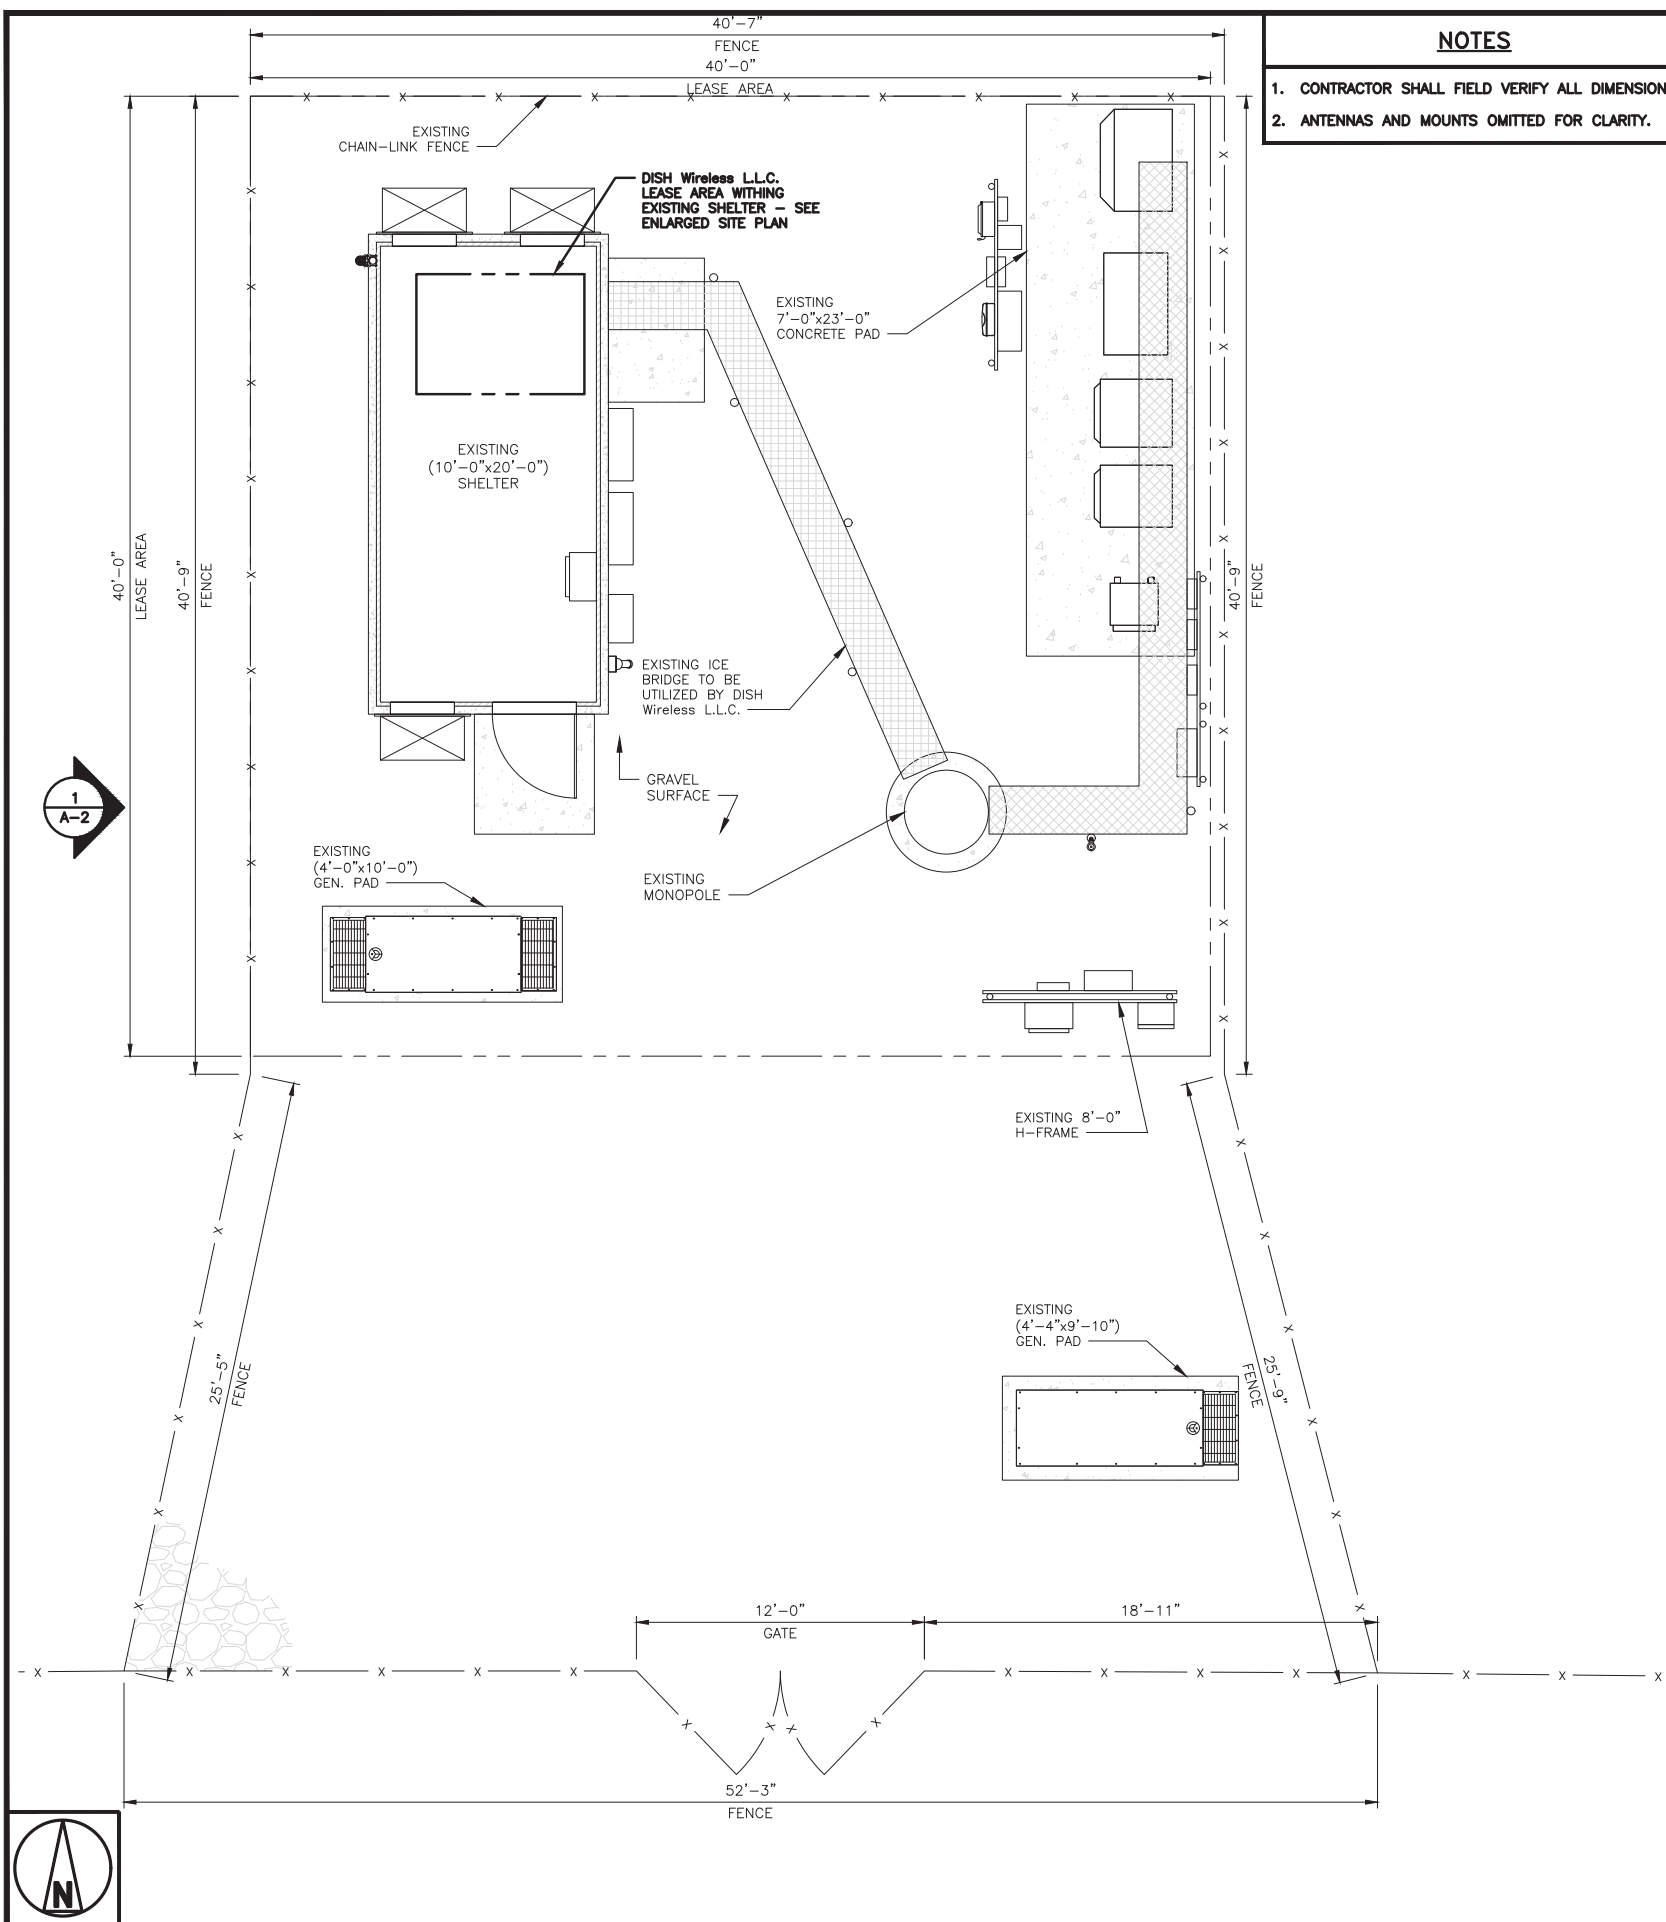 40'-7"
FENCE
40'-0"
LEASE AREA
NOTES
1. CONTRACTOR SHALL FIELD VERIFY ALL DIMENSION
2. ANTENNAS AND MOUNTS OMITTED FOR CLARITY.
EXISTING
CHAIN-LINK FENCE
DISH Wireless L.L.C.
LEASE AREA WITHING
EXISTING SHELTER - SEE
ENLARGED SITE PLAN
EXISTING
7'-0"x23'-0"
CONCRETE PAD
EXISTING
(10'-0"x20'-0")
SHELTER
40'-0"
LEASE AREA
40'-9"
FENCE
40'-9"
FENCE
EXISTING ICE
BRIDGE TO BE
UTILIZED BY DISH
Wireless L.L.C.
GRAVEL
SURFACE
1
A-2
EXISTING
(4'-0"x10'-0")
GEN. PAD
EXISTING
MONOPOLE
EXISTING 8'-0"
H-FRAME
EXISTING
(4'-4"x9'-10")
GEN. PAD
25'-5"
FENCE
25'-9"
FENCE
12'-0"
GATE
18'-11"
52'-3"
FENCE
N